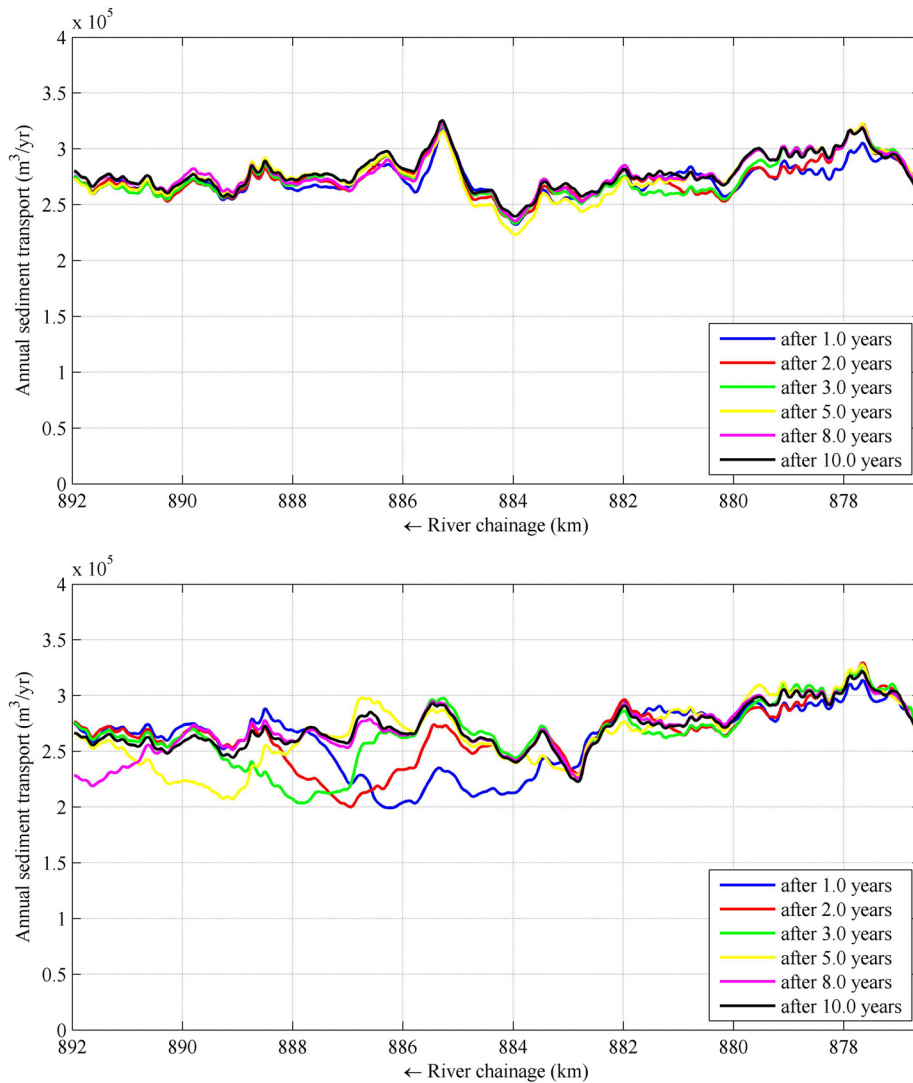 x 10^5
4
3.5
3
2.5
2
1.5
1
0.5
0
Annual sediment transport (m^3/yr)
after 1.0 years
after 2.0 years
after 3.0 years
after 5.0 years
after 8.0 years
after 10.0 years
892 890 888 886 884 882 880 878
← River chainage (km)
x 10^5
4
3.5
3
2.5
2
1.5
1
0.5
0
Annual sediment transport (m^3/yr)
after 1.0 years
after 2.0 years
after 3.0 years
after 5.0 years
after 8.0 years
after 10.0 years
892 890 888 886 884 882 880 878
← River chainage (km)